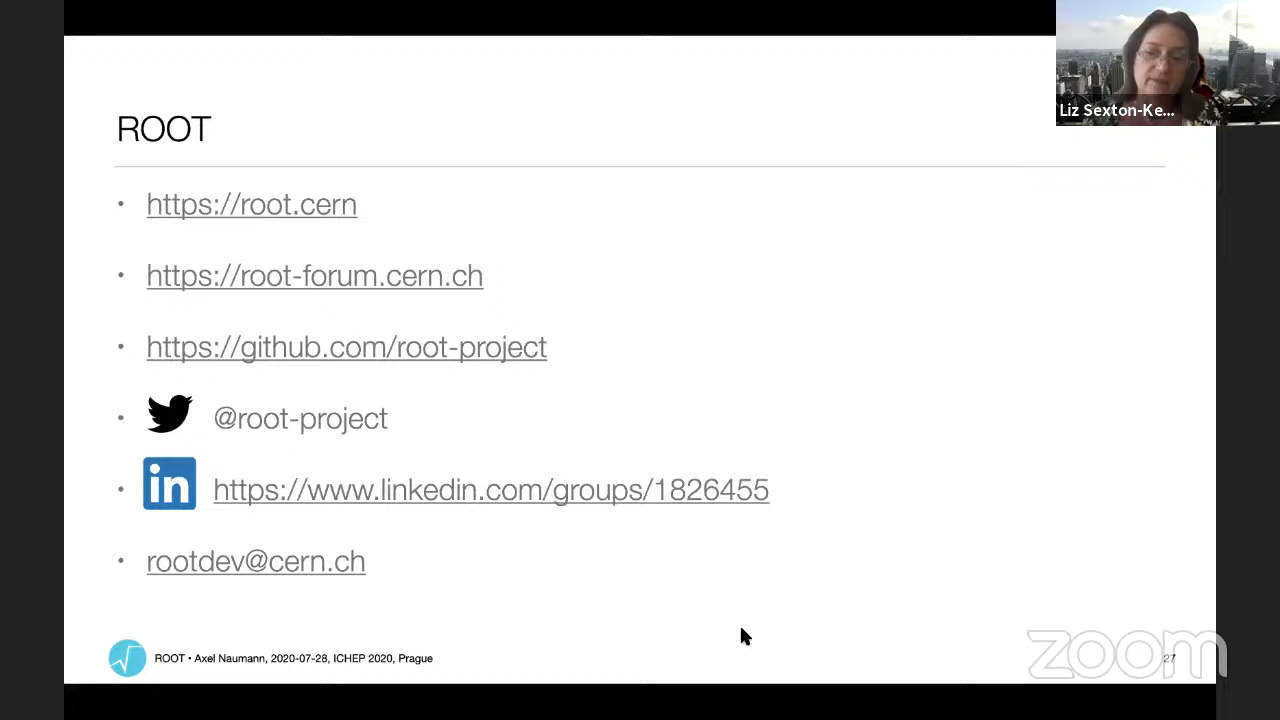 Liz Sexton-Ke...
ROOT
• https://root.cern
• https://root-forum.cern.ch
• https://github.com/root-project
• @root-project
• in https://www.linkedin.com/groups/1826455
• rootdev@cern.ch
ROOT • Axel Naumann, 2020-07-28, ICHEP 2020, Prague
27
zoom